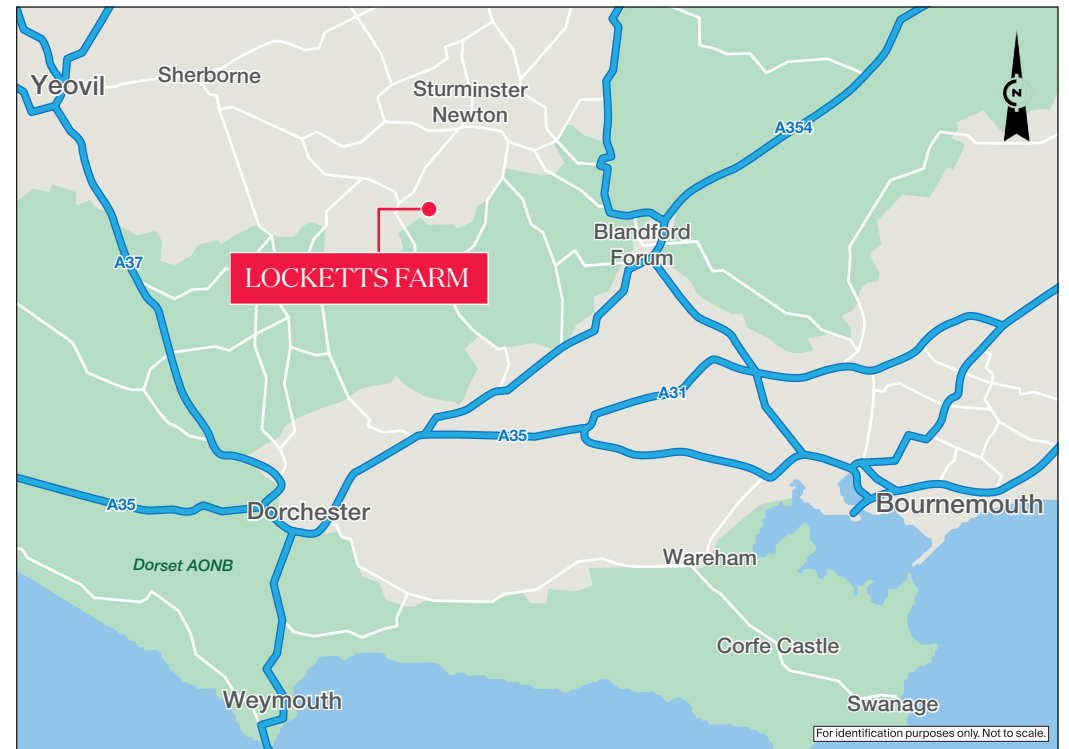 Yeovil
Sherborne
Sturminster
Newton
N
A354
Blandford
Forum
A37
LOCKETTS FARM
A31
A35
A35
Dorchester
Bournemouth
Wareham
Dorset AONB
Corfe Castle
Weymouth
Swanage
For identification purposes only. Not to scale.